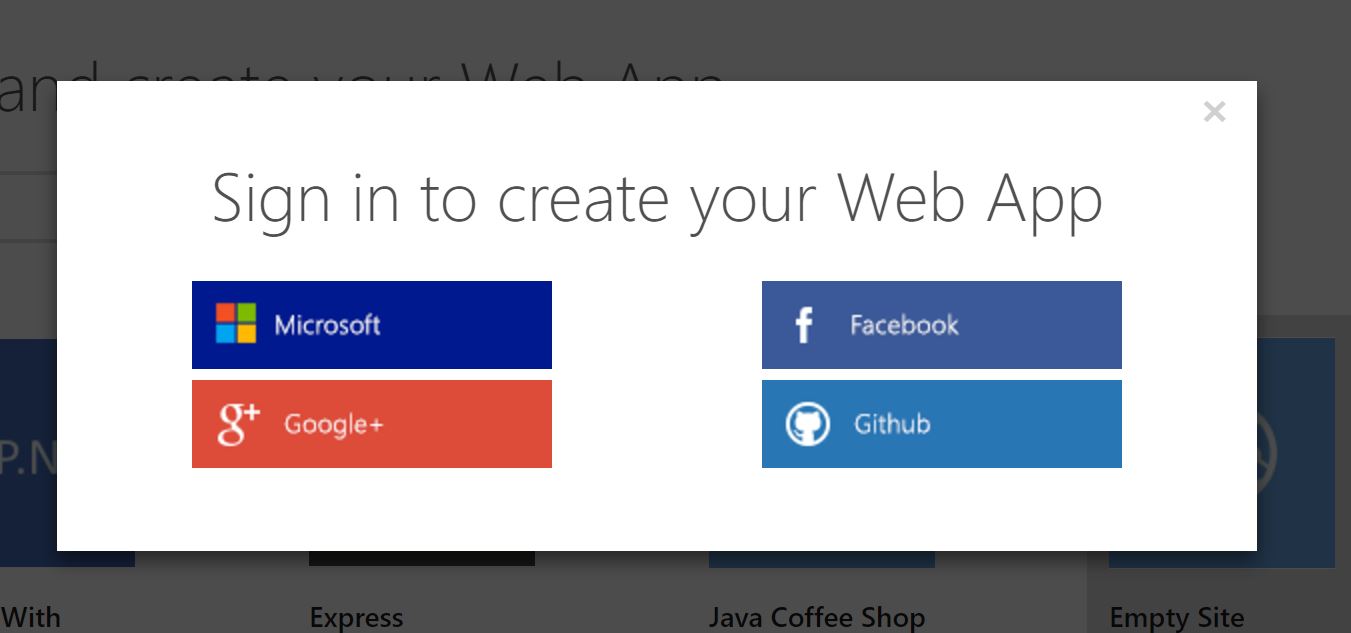 and create your Web App
×
Sign in to create your Web App
Microsoft
Facebook
g+ Google+
Github
P.N
With
Express
Java Coffee Shop
Empty Site